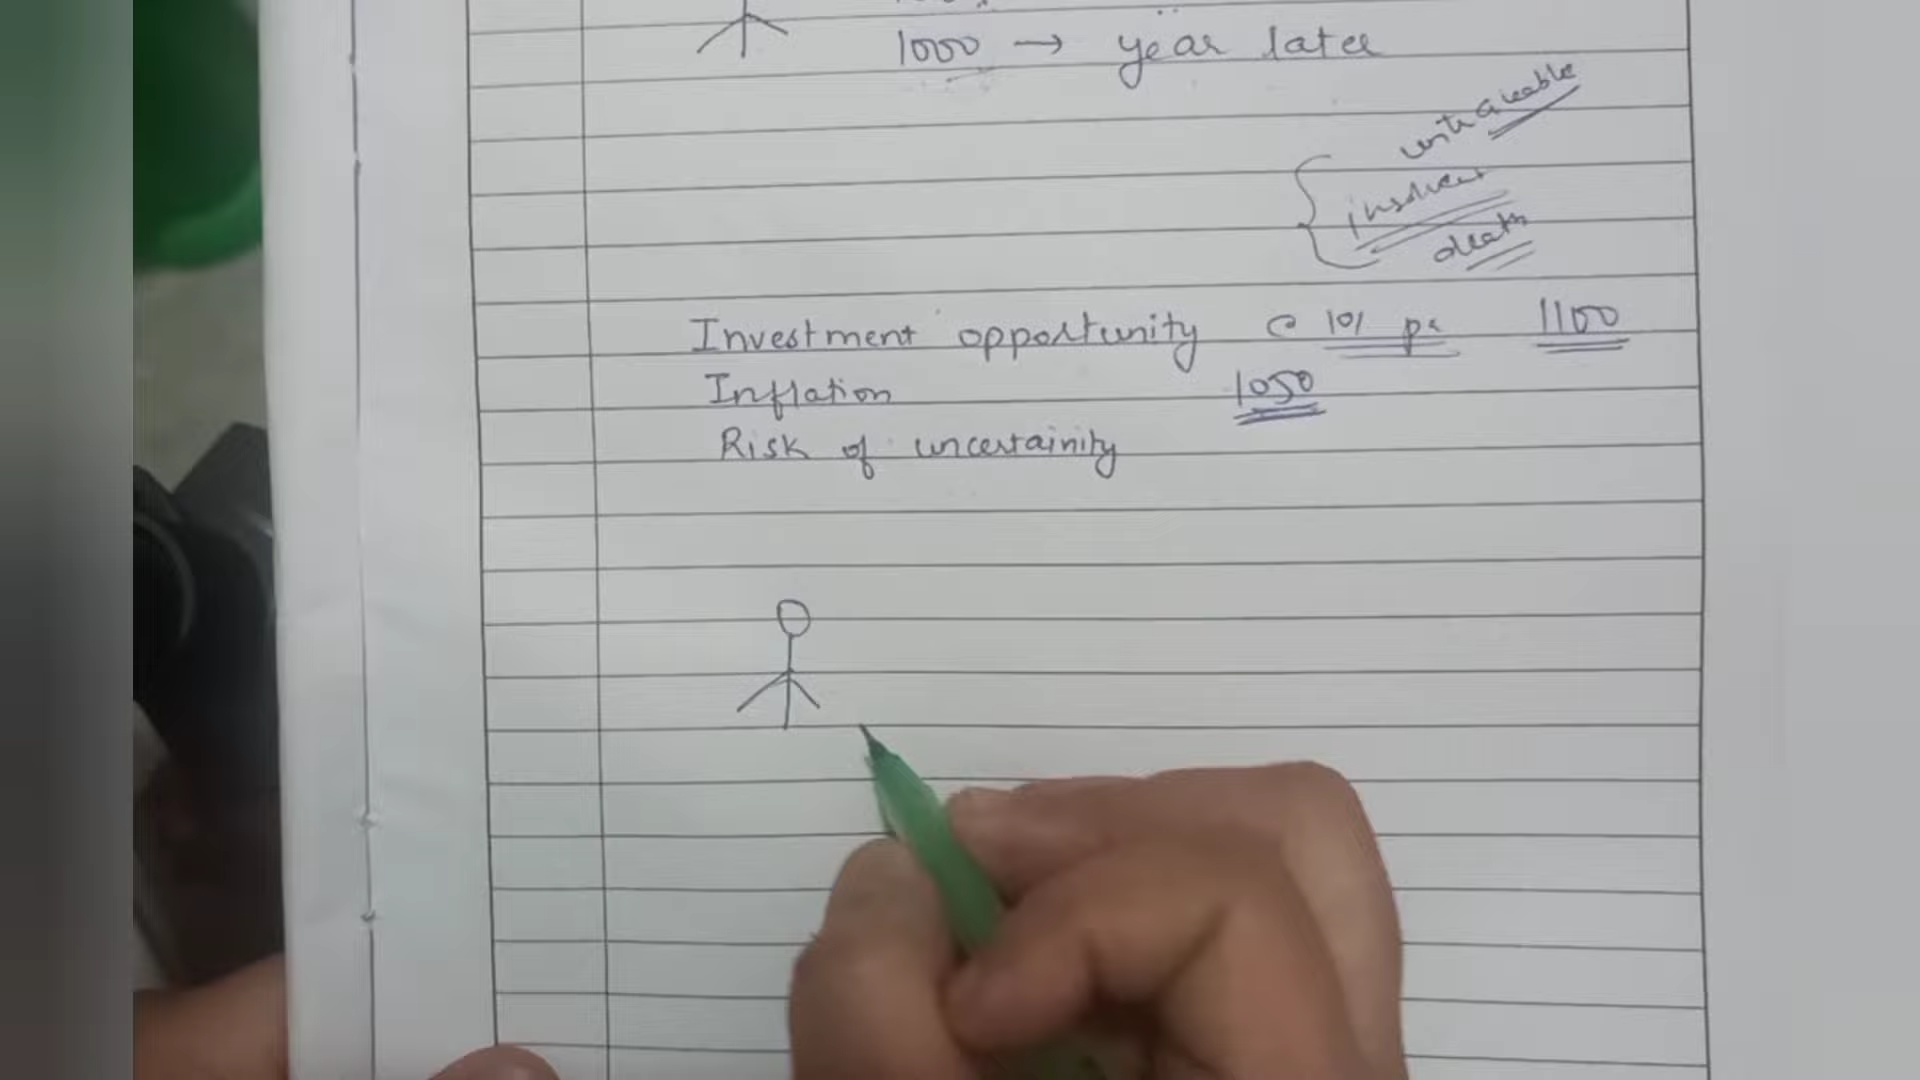 1000 → year later
untraceable
insolvent
death
Investment opportunity @ 10% pa 1100
Inflation 1050
Risk of uncertainity